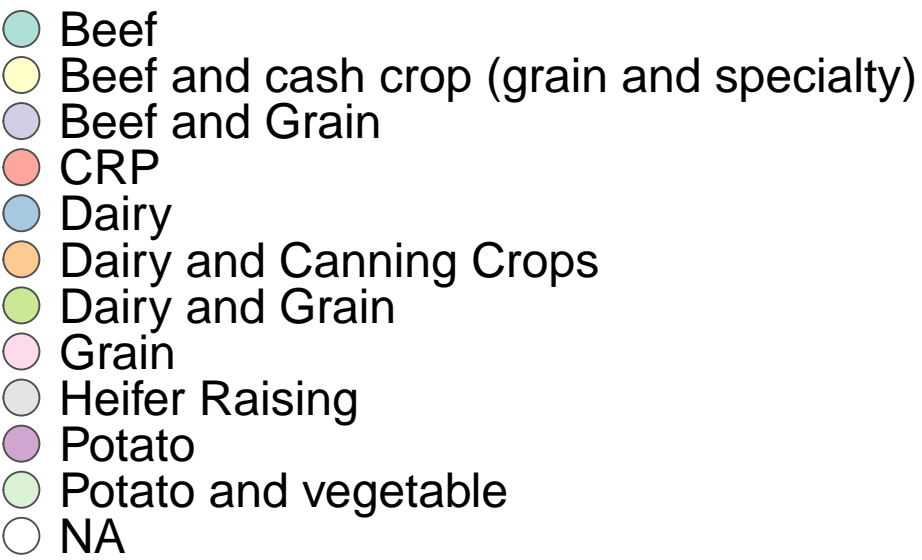 Beef
Beef and cash crop (grain and specialty)
Beef and Grain
CRP
Dairy
Dairy and Canning Crops
Dairy and Grain
Grain
Heifer Raising
Potato
Potato and vegetable
NA